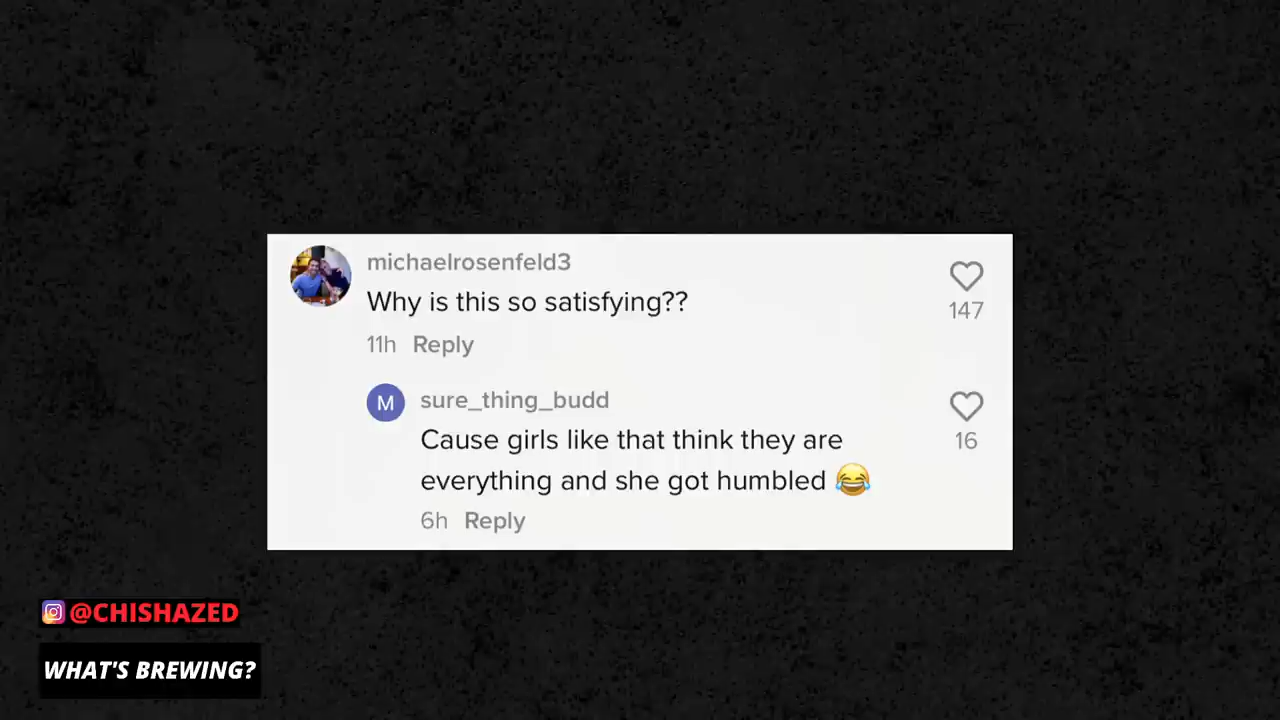 michaelrosenfeld3
Why is this so satisfying??
147
11h Reply
M
sure_thing_budd
Cause girls like that think they are
everything and she got humbled 😂
16
6h Reply
@CHISHAZED
WHAT'S BREWING?